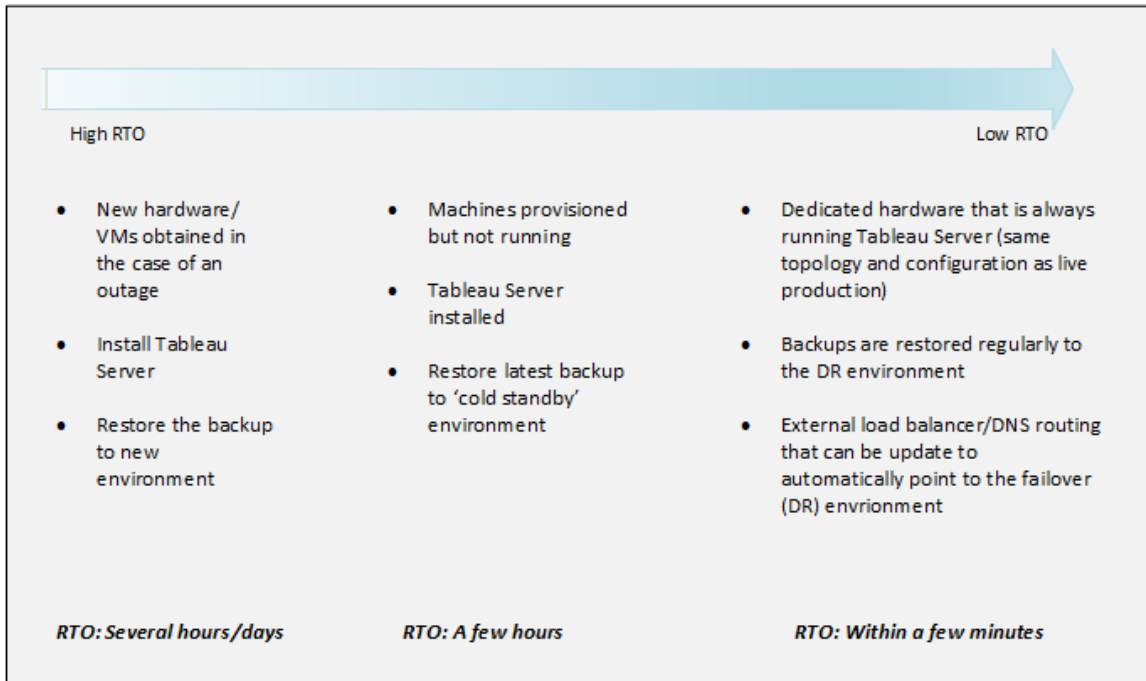 High RTO
Low RTO
● New hardware/
VMs obtained in
the case of an
outage
● Install Tableau
Server
● Restore the backup
to new
environment
● Machines provisioned
but not running
● Tableau Server
installed
● Restore latest backup
to ‘cold standby’
environment
● Dedicated hardware that is always
running Tableau Server (same
topology and configuration as live
production)
● Backups are restored regularly to
the DR environment
● External load balancer/DNS routing
that can be update to
automatically point to the failover
(DR) envrionment
RTO: Several hours/days
RTO: A few hours
RTO: Within a few minutes